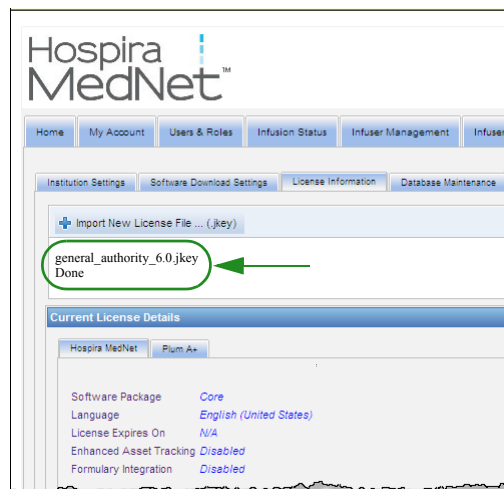 Hospira
MedNet™
Home My Account Users & Roles Infusion Status Infuser Management Infuser
Institution Settings Software Download Settings License Information Database Maintenance
Import New License File ... (.jkey)
general_authority_6.0.jkey
Done
Current License Details
Hospira MedNet Plum A+
Software Package Core
Language English (United States)
License Expires On N/A
Enhanced Asset Tracking Disabled
Formulary Integration Disabled